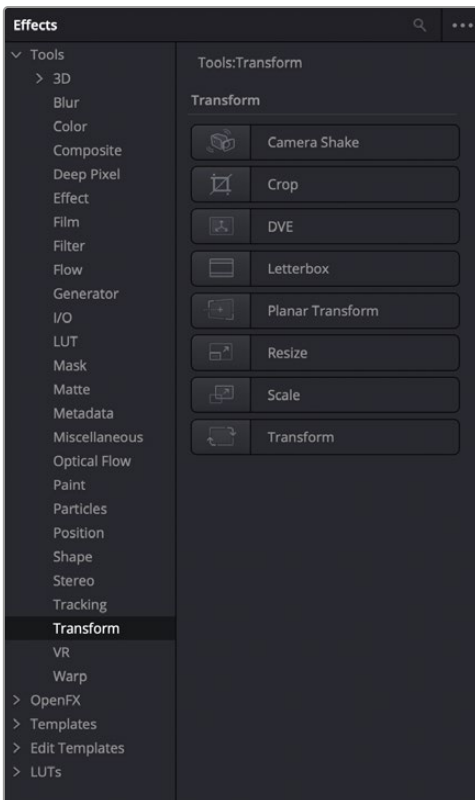 Effects
Tools
3D
Blur
Color
Composite
Deep Pixel
Effect
Film
Filter
Flow
Generator
I/O
LUT
Mask
Matte
Metadata
Miscellaneous
Optical Flow
Paint
Particles
Position
Shape
Stereo
Tracking
Transform
VR
Warp
OpenFX
Templates
Edit Templates
LUTs
Tools:Transform
Transform
Camera Shake
Crop
DVE
Letterbox
Planar Transform
Resize
Scale
Transform